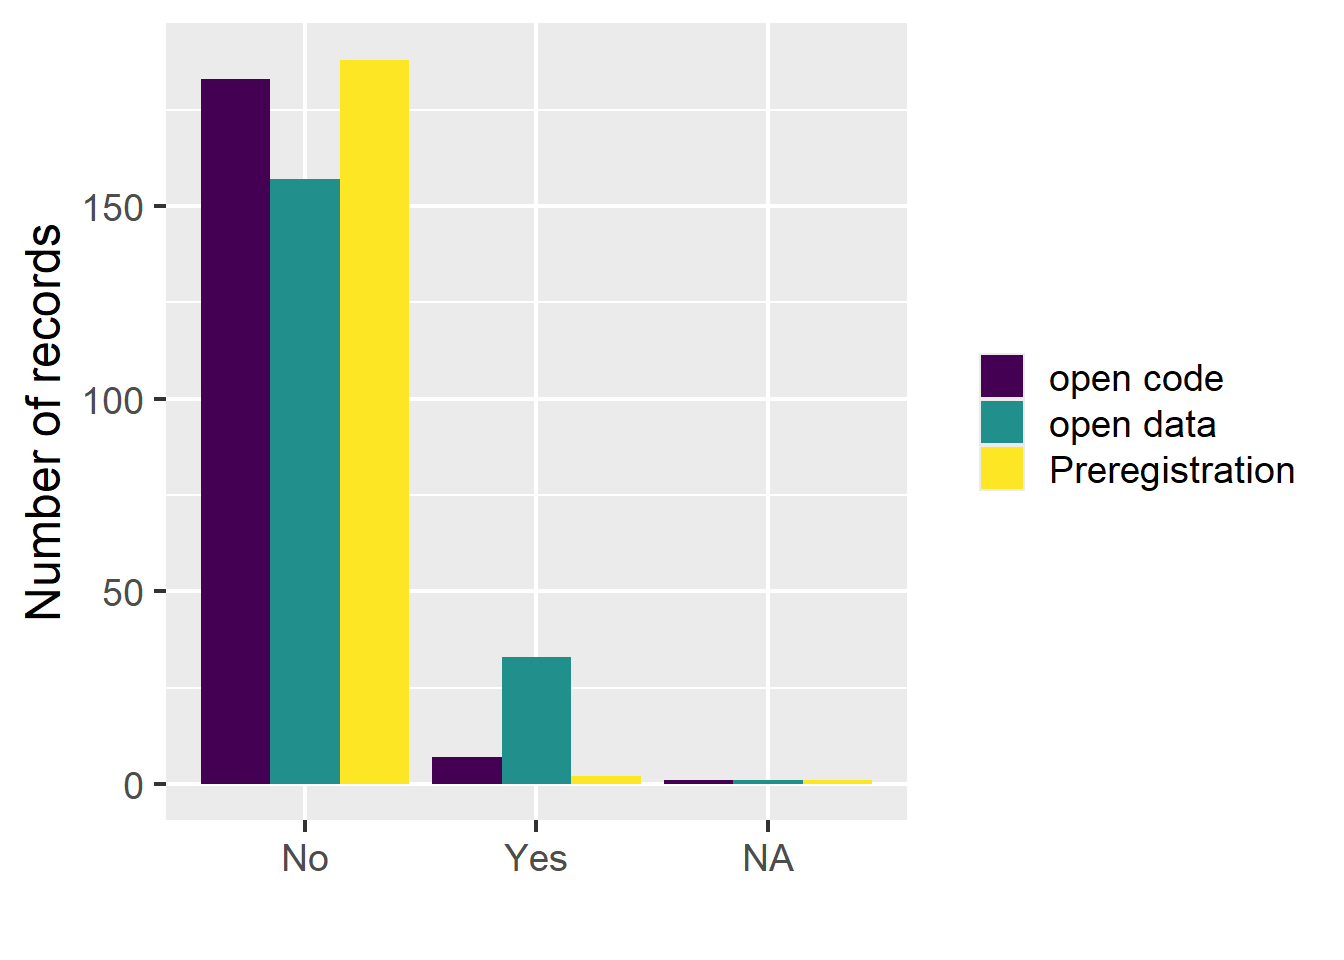 Number of records
150
100
50
0
No
Yes
NA
open code
open data
Preregistration